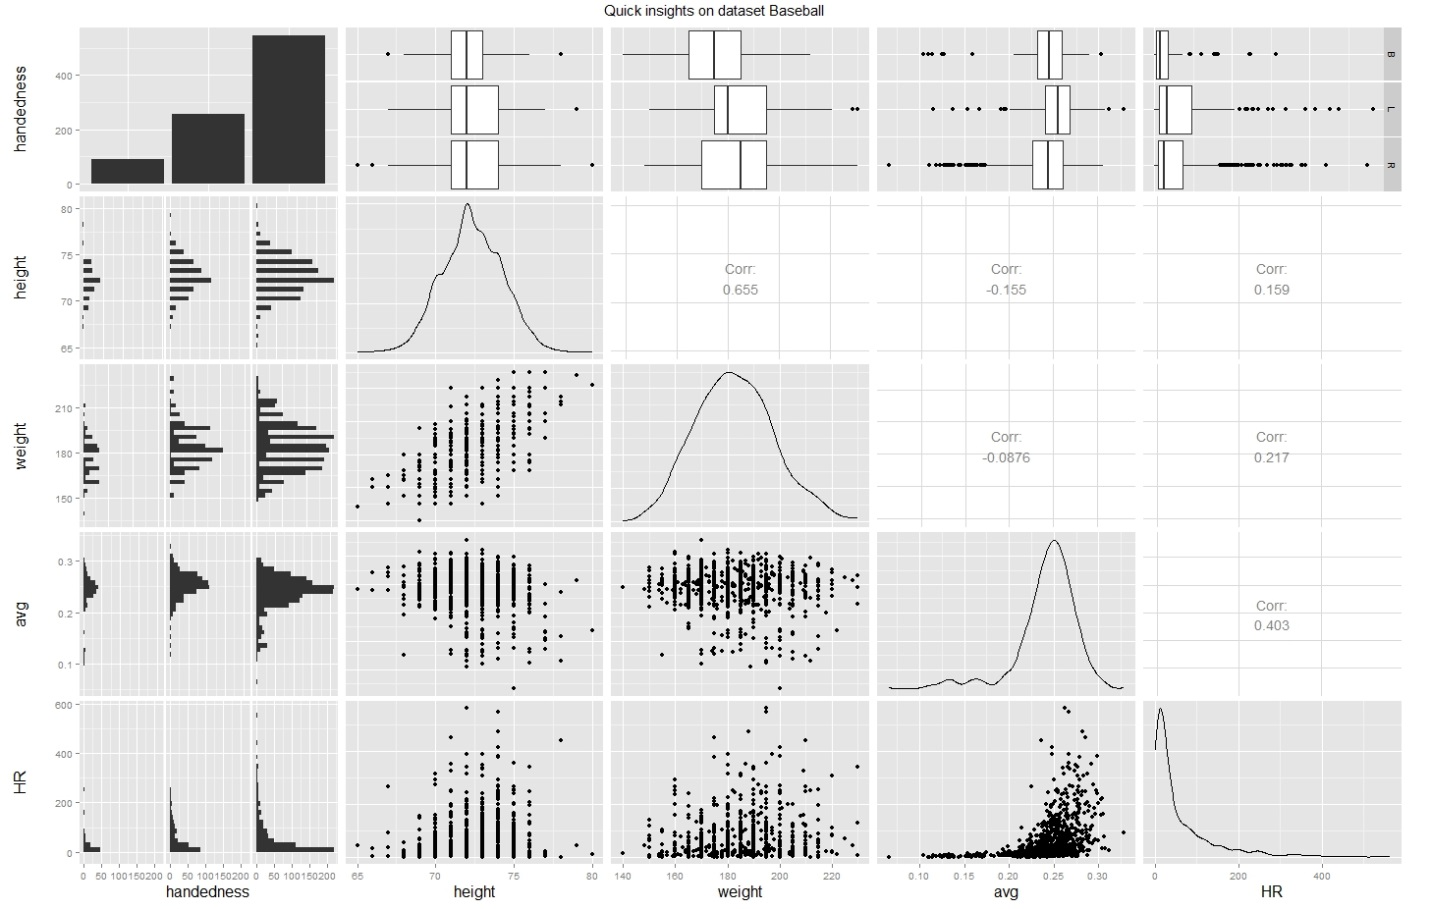 Quick insights on dataset Baseball
handedness
400
200
0
B
L
R
height
80
75
70
65
Corr:
0.655
Corr:
-0.155
Corr:
0.159
weight
210
180
150
Corr:
-0.0876
Corr:
0.217
avg
0.3
0.2
0.1
Corr:
0.403
HR
600
400
200
0
0 50 100150200 0 50 100150200 0 50 100150200
65 70 75 80
140 160 180 200 220
0.10 0.15 0.20 0.25 0.30
0 200 400
handedness height weight avg HR